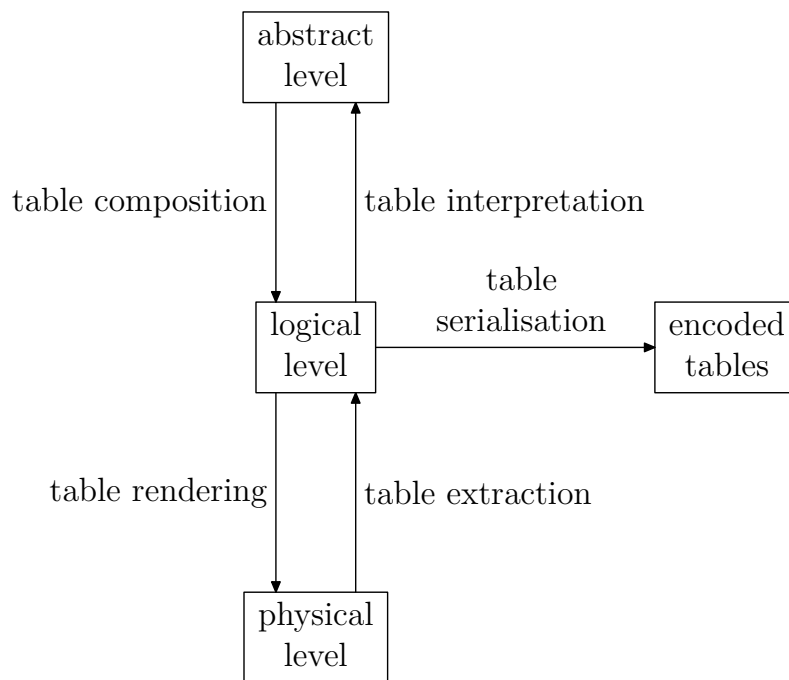 abstract
level
table composition
table interpretation
table
serialisation
logical
level
encoded
tables
table rendering
table extraction
physical
level